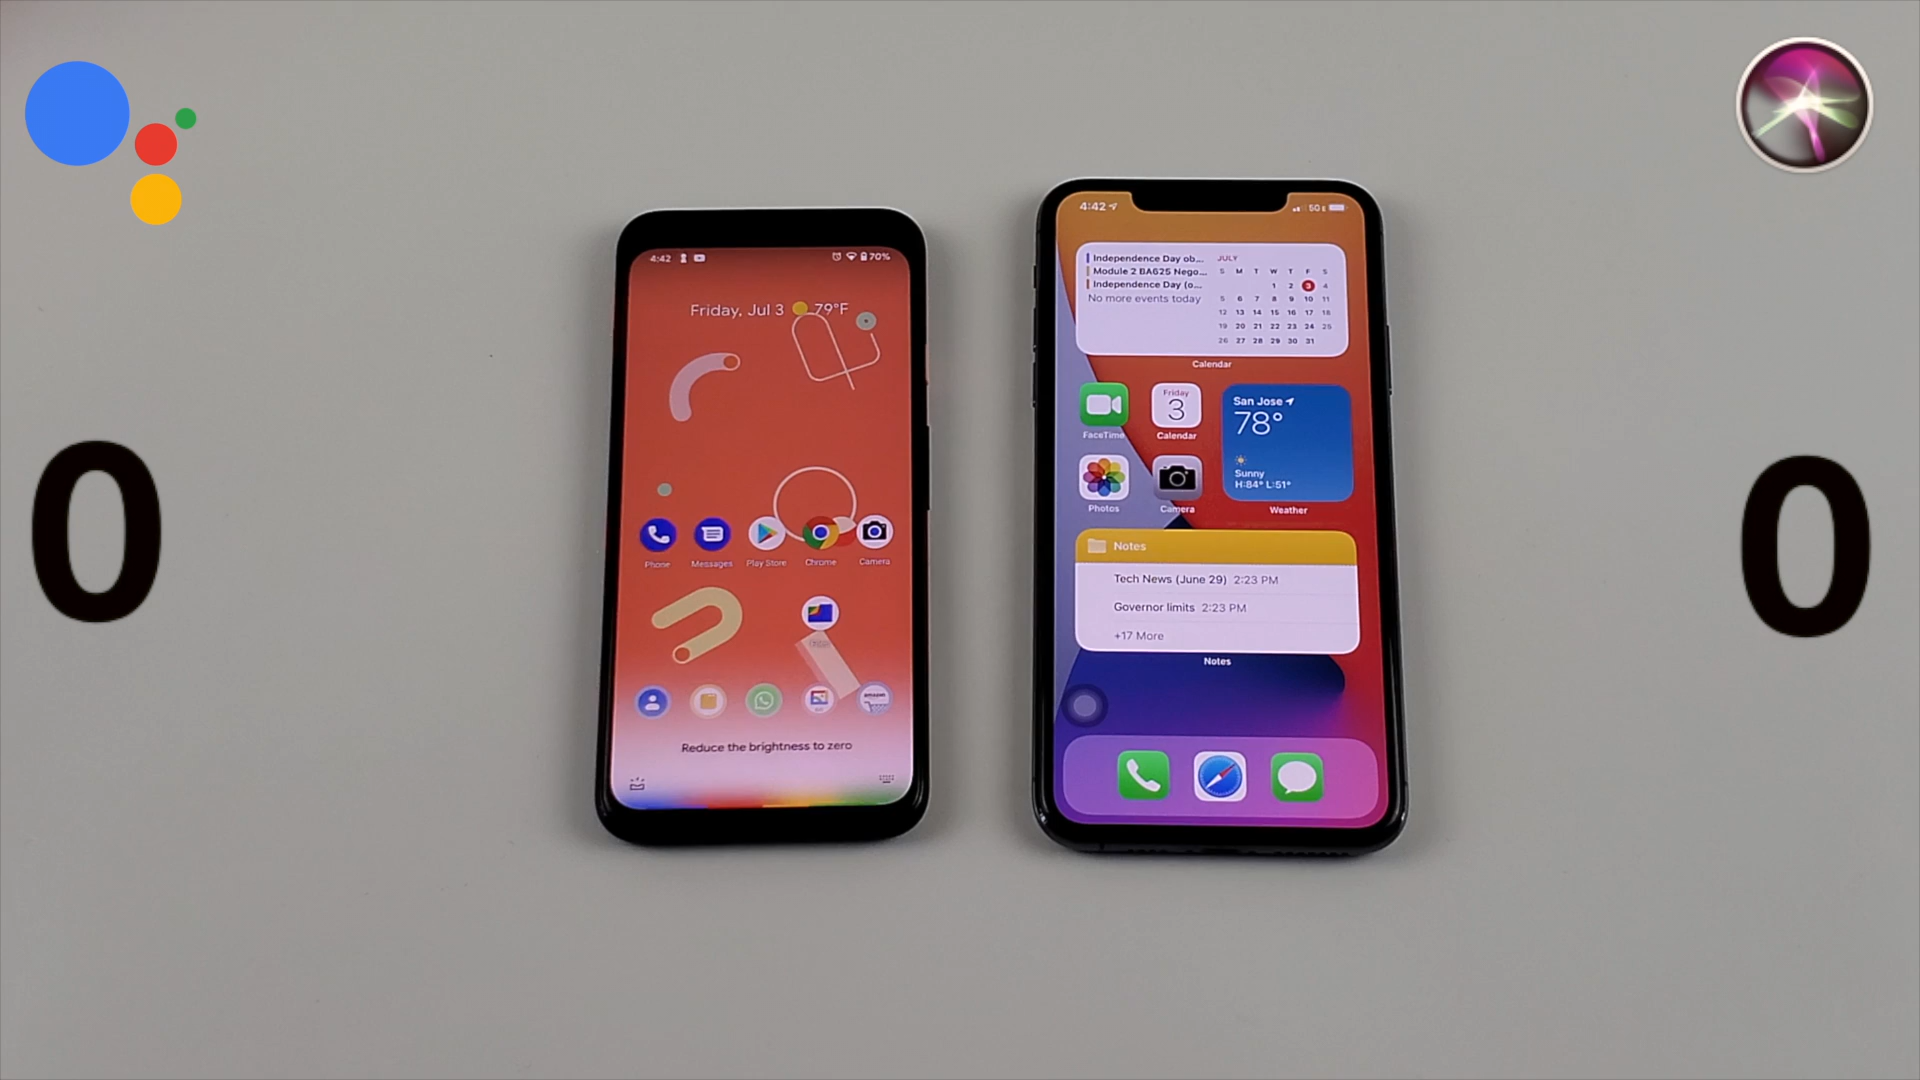 0
4:42
70%
Friday, Jul 3 79°F
Phone
Messages
Play Store
Chrome
Camera
Reduce the brightness to zero
4:42
5G E
Independence Day ob...
Module 2 BA625 Nego...
Independence Day (o...
No more events today
JULY
S M T W T F S
1 2 3 4
5 6 7 8 9 10 11
12 13 14 15 16 17 18
19 20 21 22 23 24 25
26 27 28 29 30 31
Calendar
FaceTime
Friday
3
Calendar
San Jose
78°
Sunny
H:84° L:51°
Photos
Camera
Weather
Notes
Tech News (June 29) 2:23 PM
Governor limits 2:23 PM
+17 More
Notes
0